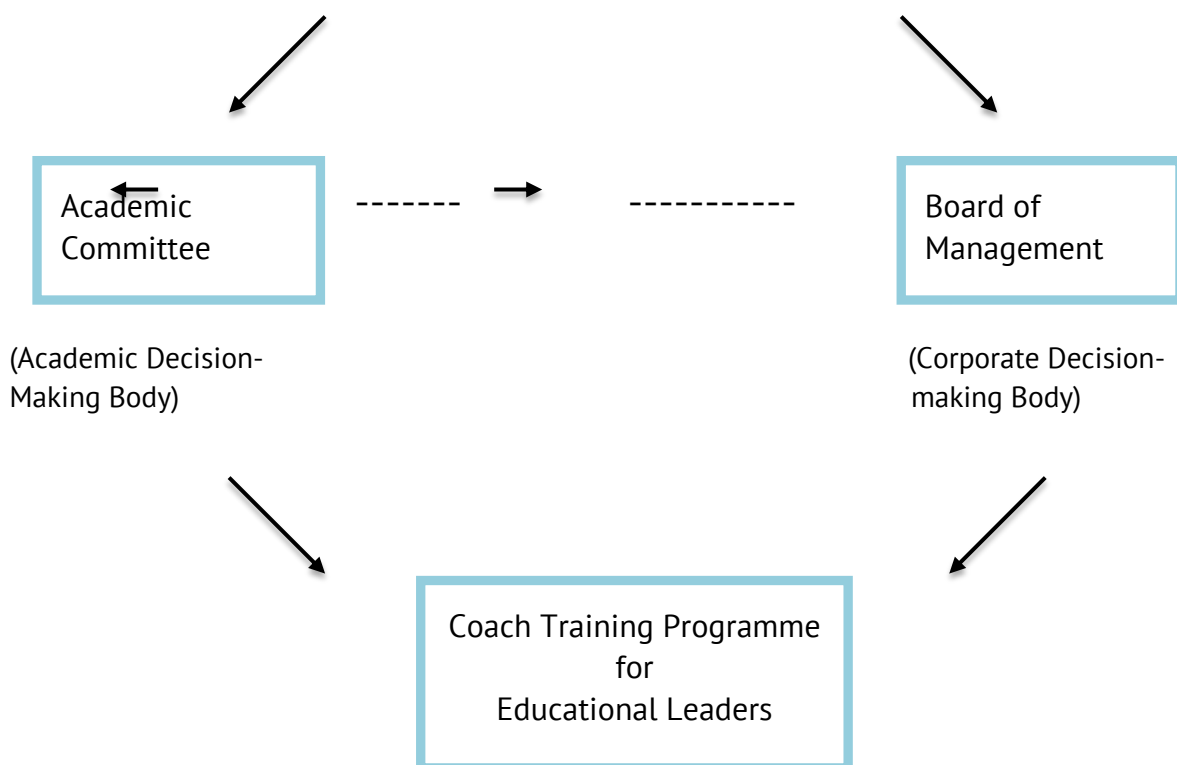 Academic
Committee
Board of
Management
(Academic Decision-
Making Body)
(Corporate Decision-
making Body)
Coach Training Programme
for
Educational Leaders